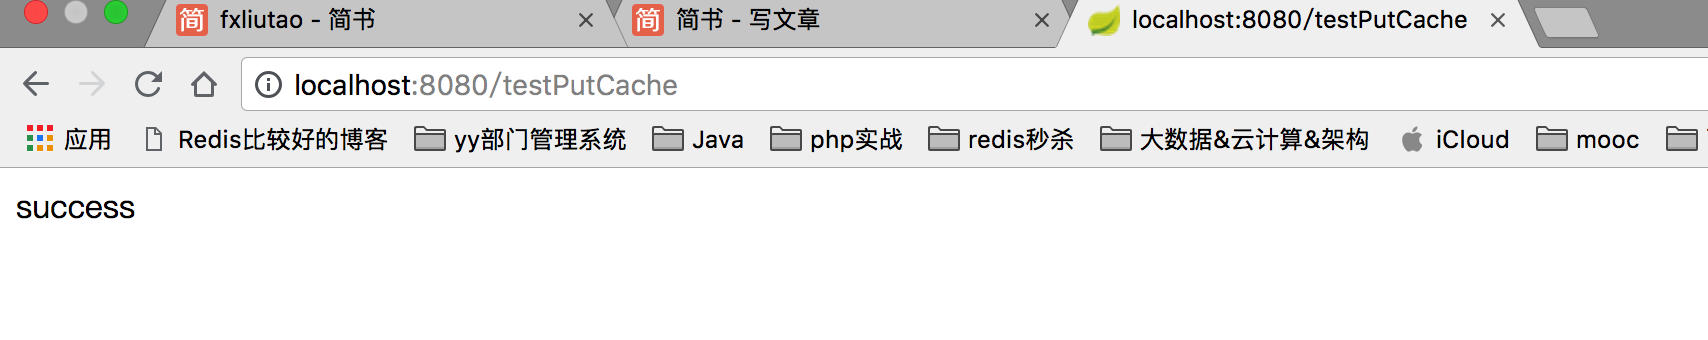 简 fxliutao - 简书 简 简书 - 写文章 localhost:8080/testPutCache
localhost:8080/testPutCache
应用 Redis比较好的博客 yy部门管理系统 Java php实战 redis秒杀 大数据&云计算&架构 iCloud mooc
success